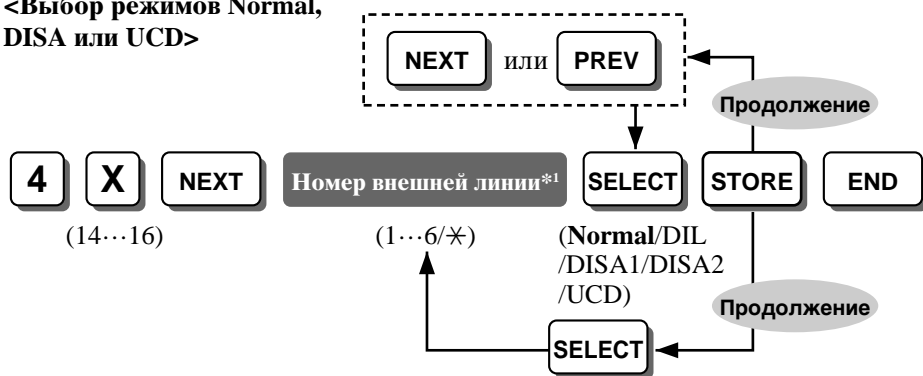 <Выбор режимов Normal,
DISA или UCD>
NEXT или PREV
Продолжение
4 X NEXT Номер внешней линии*1 SELECT STORE END
(14···16) (1···6/✳) (Normal/DIL
/DISA1/DISA2
/UCD)
Продолжение
SELECT